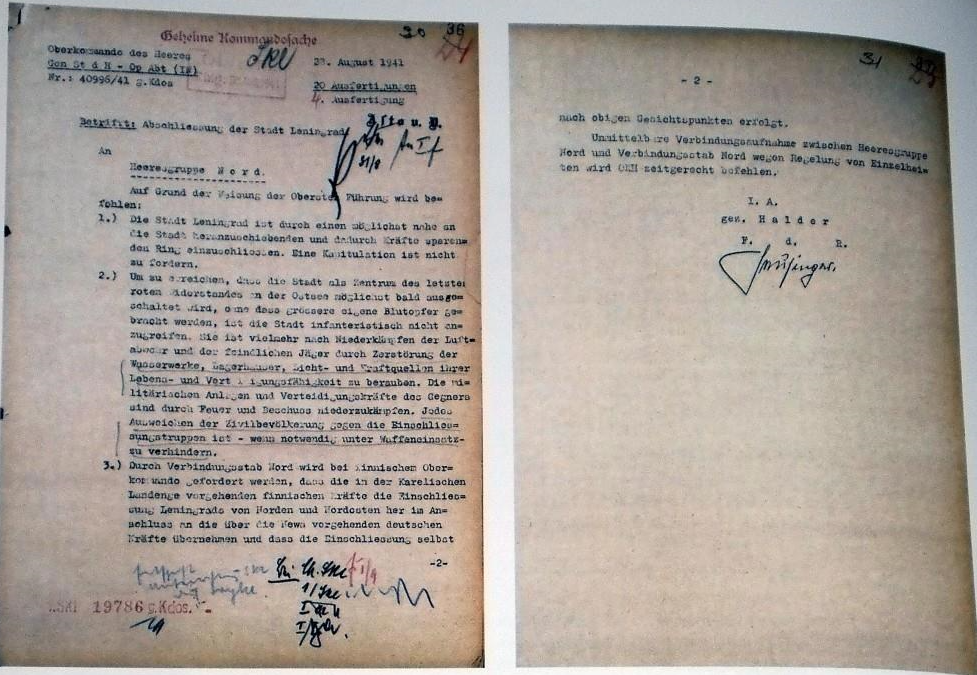 30 36
Geheime Kommandosache
Oberkommando des Heeres
Skl
28. August 1941
Gen St d H - Op Abt (IN)
Nr.: 40996/41 g.Kdos
20 Ausfertigungen
4. Ausfertigung
Betrifft: Abschliessung der Stadt Leningrad
An
Heeresgruppe Nord.
Auf Grund der Weisung der Obersten Führung wird be=
fohlen:
1.) Die Stadt Leningrad ist durch einen möglichst nahe an
die Stadt heranzuschiebenden und dadurch Kräfte sparen=
den Ring einzuschliessen. Eine Kapitulation ist nicht
zu fordern.
2.) Um zu erreichen, dass die Stadt als Zentrum des letzten
roten Widerstandes an der Ostsee möglichst bald ausge=
schaltet wird, ohne dass grössere eigene Blutopfer ge=
bracht werden, ist die Stadt infanteristisch nicht an=
zugreifen. Sie ist vielmehr nach Niederkämpfen der Luft=
abwehr und der feindlichen Jäger durch Zerstörung der
Wasserwerke, Lagerhäuser, Licht- und Kraftquellen ihrer
Lebens- und Verteidigungsfähigkeit zu berauben. Die mi=
litärischen Anlagen und Verteidigungskräfte des Gegners
sind durch Feuer und Beschuss niederzukämpfen. Jedes
Ausweichen der Zivilbevölkerung gegen die Einschlies=
sungstruppen ist - wenn notwendig unter Waffeneinsatz-
zu verhindern.
3.) Durch Verbindungsstab Nord wird bei finnischem Ober=
kommando gefordert werden, dass die in der Karelischen
Landenge vorgehenden finnischen Kräfte die Einschlies=
sung Leningrads von Norden und Nordosten her im An=
schluss an die über die Newa vorgehenden deutschen
Kräfte übernehmen und dass die Einschliessung selbst
-2-
1/Skl
.SKl 19786 g.Kdos.
31
- 2 -
nach obigen Gesichtspunkten erfolgt.
Unmittelbare Verbindungsaufnahme zwischen Heeresgruppe
Nord und Verbindungsstab Nord wegen Regelung von Einzelhei=
ten wird OKH zeitgerecht befehlen.
I. A.
gez. Halder
F. d. R.
Heusinger.